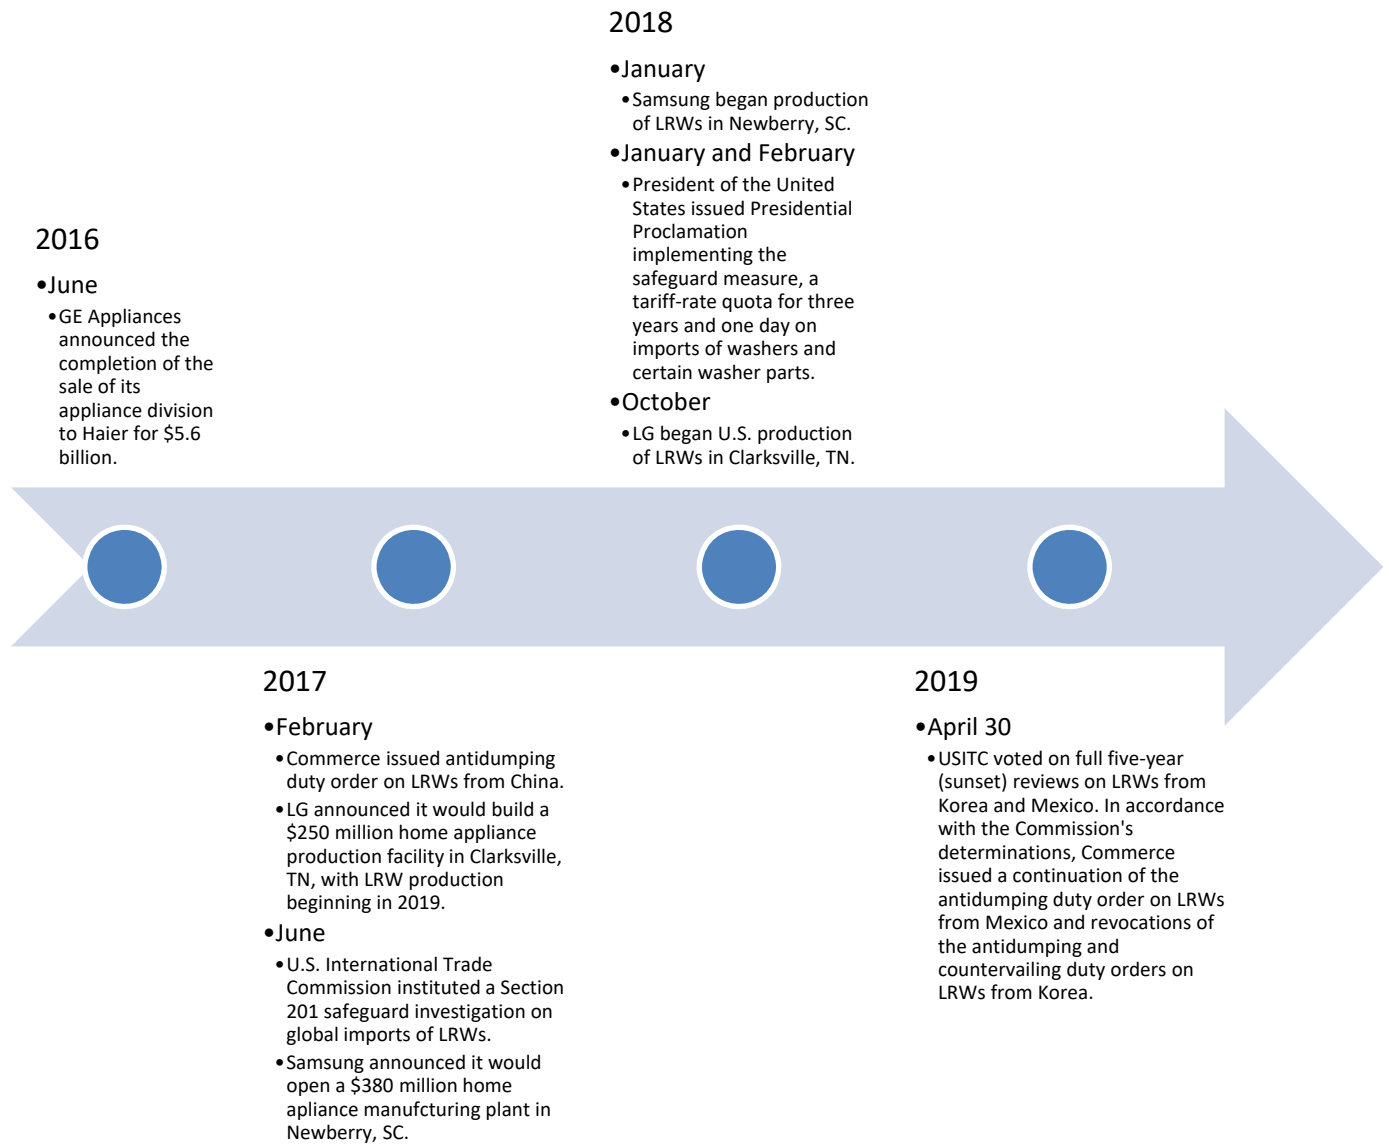 2016
•June
•GE Appliances
announced the
completion of the
sale of its
appliance division
to Haier for $5.6
billion.
2017
•February
•Commerce issued antidumping
duty order on LRWs from China.
•LG announced it would build a
$250 million home appliance
production facility in Clarksville,
TN, with LRW production
beginning in 2019.
•June
•U.S. International Trade
Commission instituted a Section
201 safeguard investigation on
global imports of LRWs.
•Samsung announced it would
open a $380 million home
apliance manufcturing plant in
Newberry, SC.
2018
•January
•Samsung began production
of LRWs in Newberry, SC.
•January and February
•President of the United
States issued Presidential
Proclamation
implementing the
safeguard measure, a
tariff-rate quota for three
years and one day on
imports of washers and
certain washer parts.
•October
•LG began U.S. production
of LRWs in Clarksville, TN.
2019
•April 30
•USITC voted on full five-year
(sunset) reviews on LRWs from
Korea and Mexico. In accordance
with the Commission's
determinations, Commerce
issued a continuation of the
antidumping duty order on LRWs
from Mexico and revocations of
the antidumping and
countervailing duty orders on
LRWs from Korea.